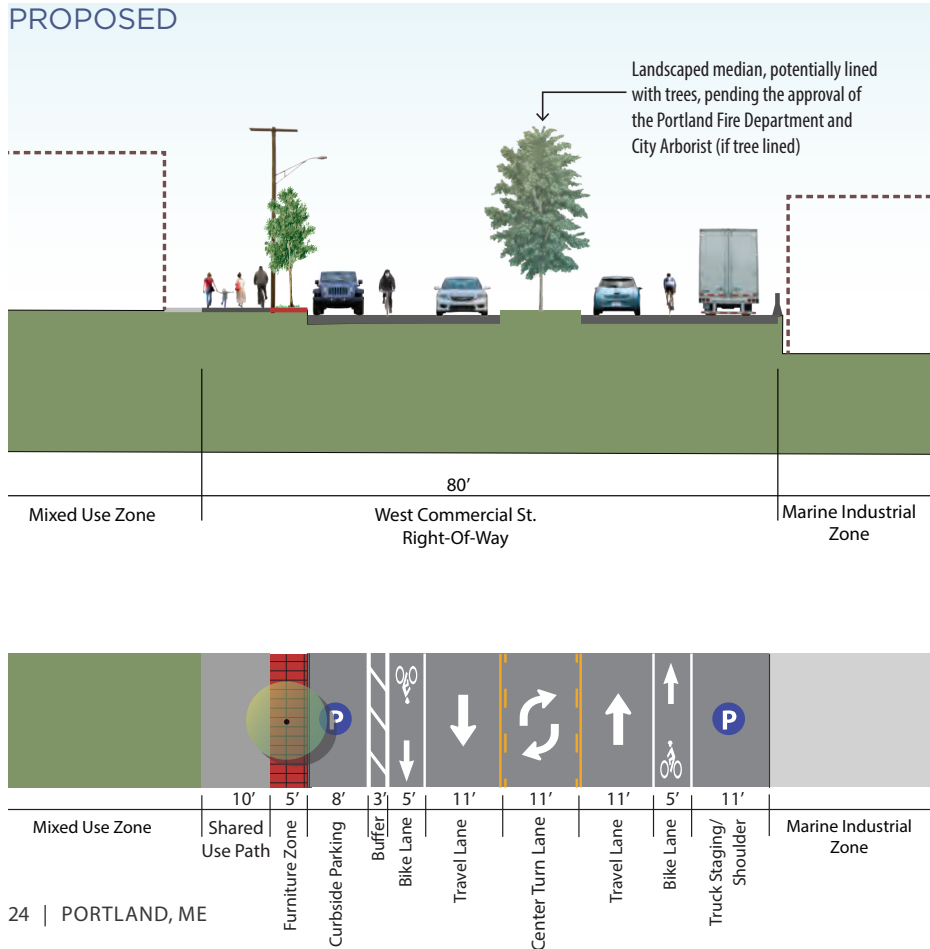 PROPOSED
Landscaped median, potentially lined
with trees, pending the approval of
the Portland Fire Department and
City Arborist (if tree lined)
80’
Mixed Use Zone
West Commercial St.
Right-Of-Way
Marine Industrial
Zone
P
P
10’
5’
8’
3’
5’
11’
11’
11’
5’
11’
Mixed Use Zone
Shared
Use Path
Furniture Zone
Curbside Parking
Buffer
Bike Lane
Travel Lane
Center Turn Lane
Travel Lane
Bike Lane
Truck Staging/
Shoulder
Marine Industrial
Zone
24 | PORTLAND, ME